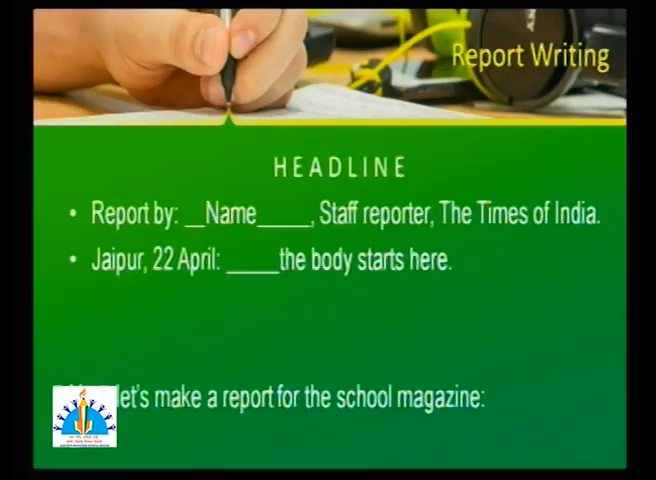 Report Writing
HEADLINE
• Report by: __Name_____, Staff reporter, The Times of India.
• Jaipur, 22 April: _____the body starts here.
let's make a report for the school magazine: